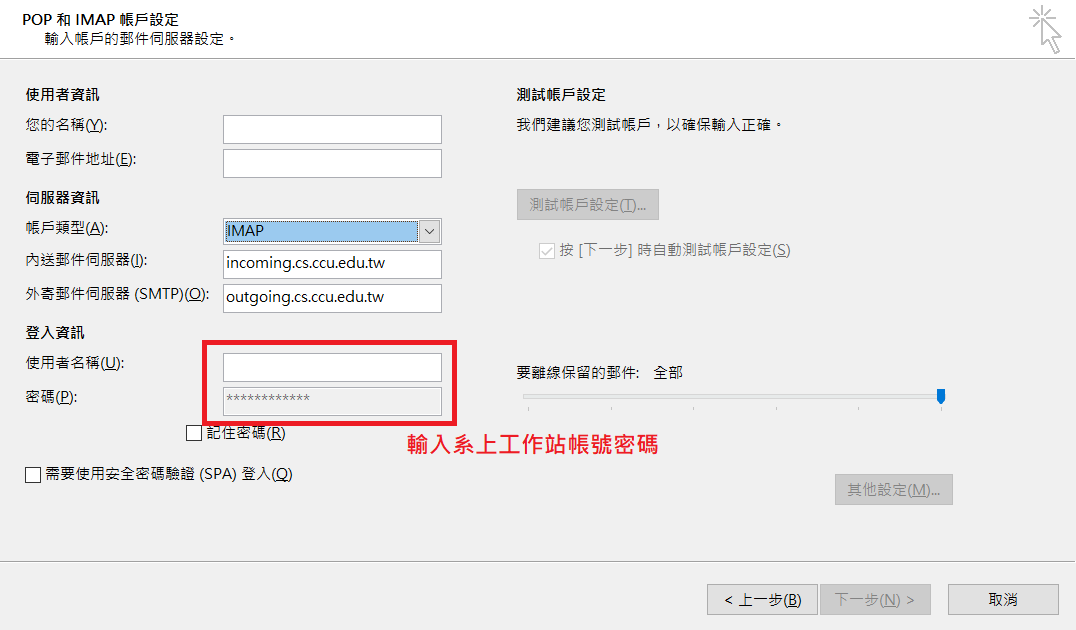 POP 和 IMAP 帳戶設定
輸入帳戶的郵件伺服器設定。
使用者資訊
您的名稱(Y):
電子郵件地址(E):
伺服器資訊
帳戶類型(A):
IMAP
內送郵件伺服器(I):
incoming.cs.ccu.edu.tw
外寄郵件伺服器 (SMTP)(O):
outgoing.cs.ccu.edu.tw
登入資訊
使用者名稱(U):
密碼(P):
************
記住密碼(R)
輸入系上工作站帳號密碼
需要使用安全密碼驗證 (SPA) 登入(Q)
測試帳戶設定
我們建議您測試帳戶，以確保輸入正確。
測試帳戶設定(T)...
按 [下一步] 時自動測試帳戶設定(S)
要離線保留的郵件: 全部
其他設定(M)...
< 上一步(B)
下一步(N) >
取消